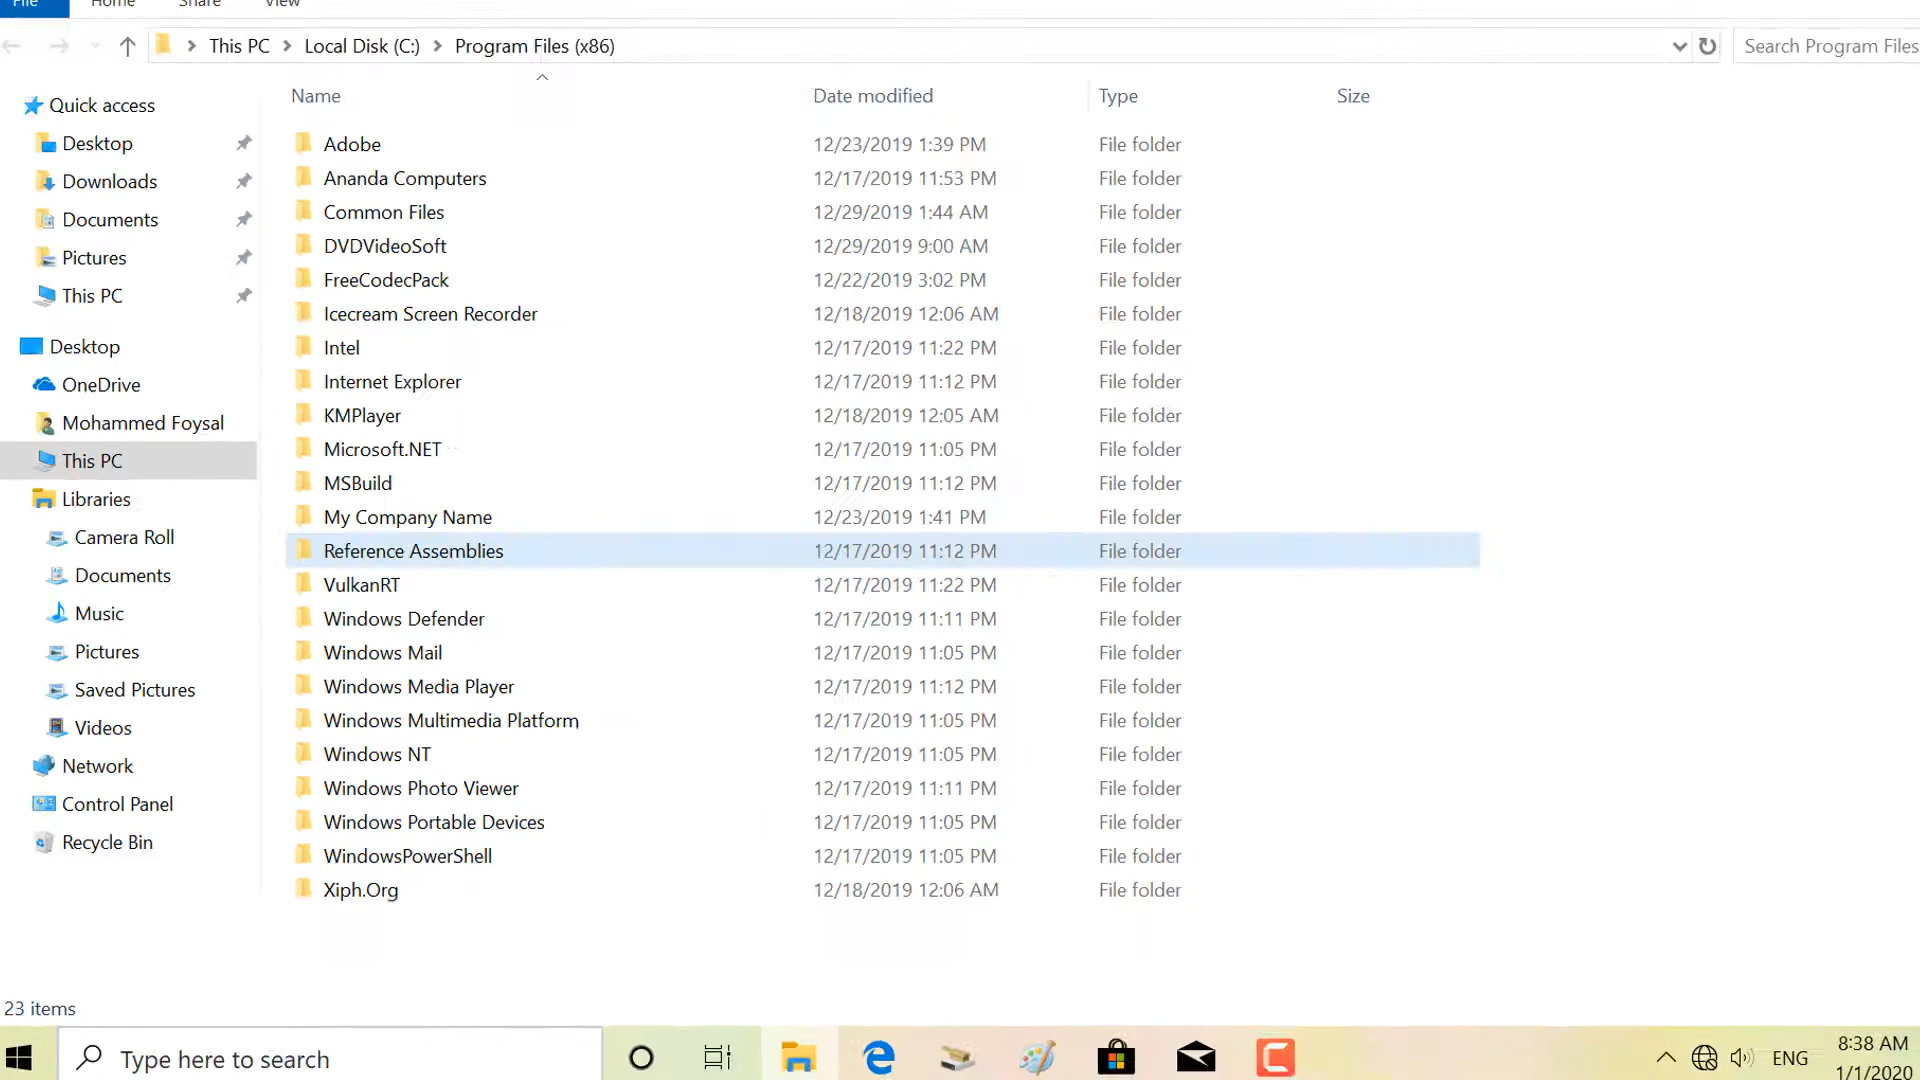 File Home Share View
This PC Local Disk (C:) Program Files (x86) Search Program Files
Name Date modified Type Size
Quick access
Desktop
Downloads
Documents
Pictures
This PC
Desktop
OneDrive
Mohammed Foysal
This PC
Libraries
Camera Roll
Documents
Music
Pictures
Saved Pictures
Videos
Network
Control Panel
Recycle Bin
Adobe 12/23/2019 1:39 PM File folder
Ananda Computers 12/17/2019 11:53 PM File folder
Common Files 12/29/2019 1:44 AM File folder
DVDVideoSoft 12/29/2019 9:00 AM File folder
FreeCodecPack 12/22/2019 3:02 PM File folder
Icecream Screen Recorder 12/18/2019 12:06 AM File folder
Intel 12/17/2019 11:22 PM File folder
Internet Explorer 12/17/2019 11:12 PM File folder
KMPlayer 12/18/2019 12:05 AM File folder
Microsoft.NET 12/17/2019 11:05 PM File folder
MSBuild 12/17/2019 11:12 PM File folder
My Company Name 12/23/2019 1:41 PM File folder
Reference Assemblies 12/17/2019 11:12 PM File folder
VulkanRT 12/17/2019 11:22 PM File folder
Windows Defender 12/17/2019 11:11 PM File folder
Windows Mail 12/17/2019 11:05 PM File folder
Windows Media Player 12/17/2019 11:12 PM File folder
Windows Multimedia Platform 12/17/2019 11:05 PM File folder
Windows NT 12/17/2019 11:05 PM File folder
Windows Photo Viewer 12/17/2019 11:11 PM File folder
Windows Portable Devices 12/17/2019 11:05 PM File folder
WindowsPowerShell 12/17/2019 11:05 PM File folder
Xiph.Org 12/18/2019 12:06 AM File folder
23 items
Type here to search
ENG
8:38 AM
1/1/2020